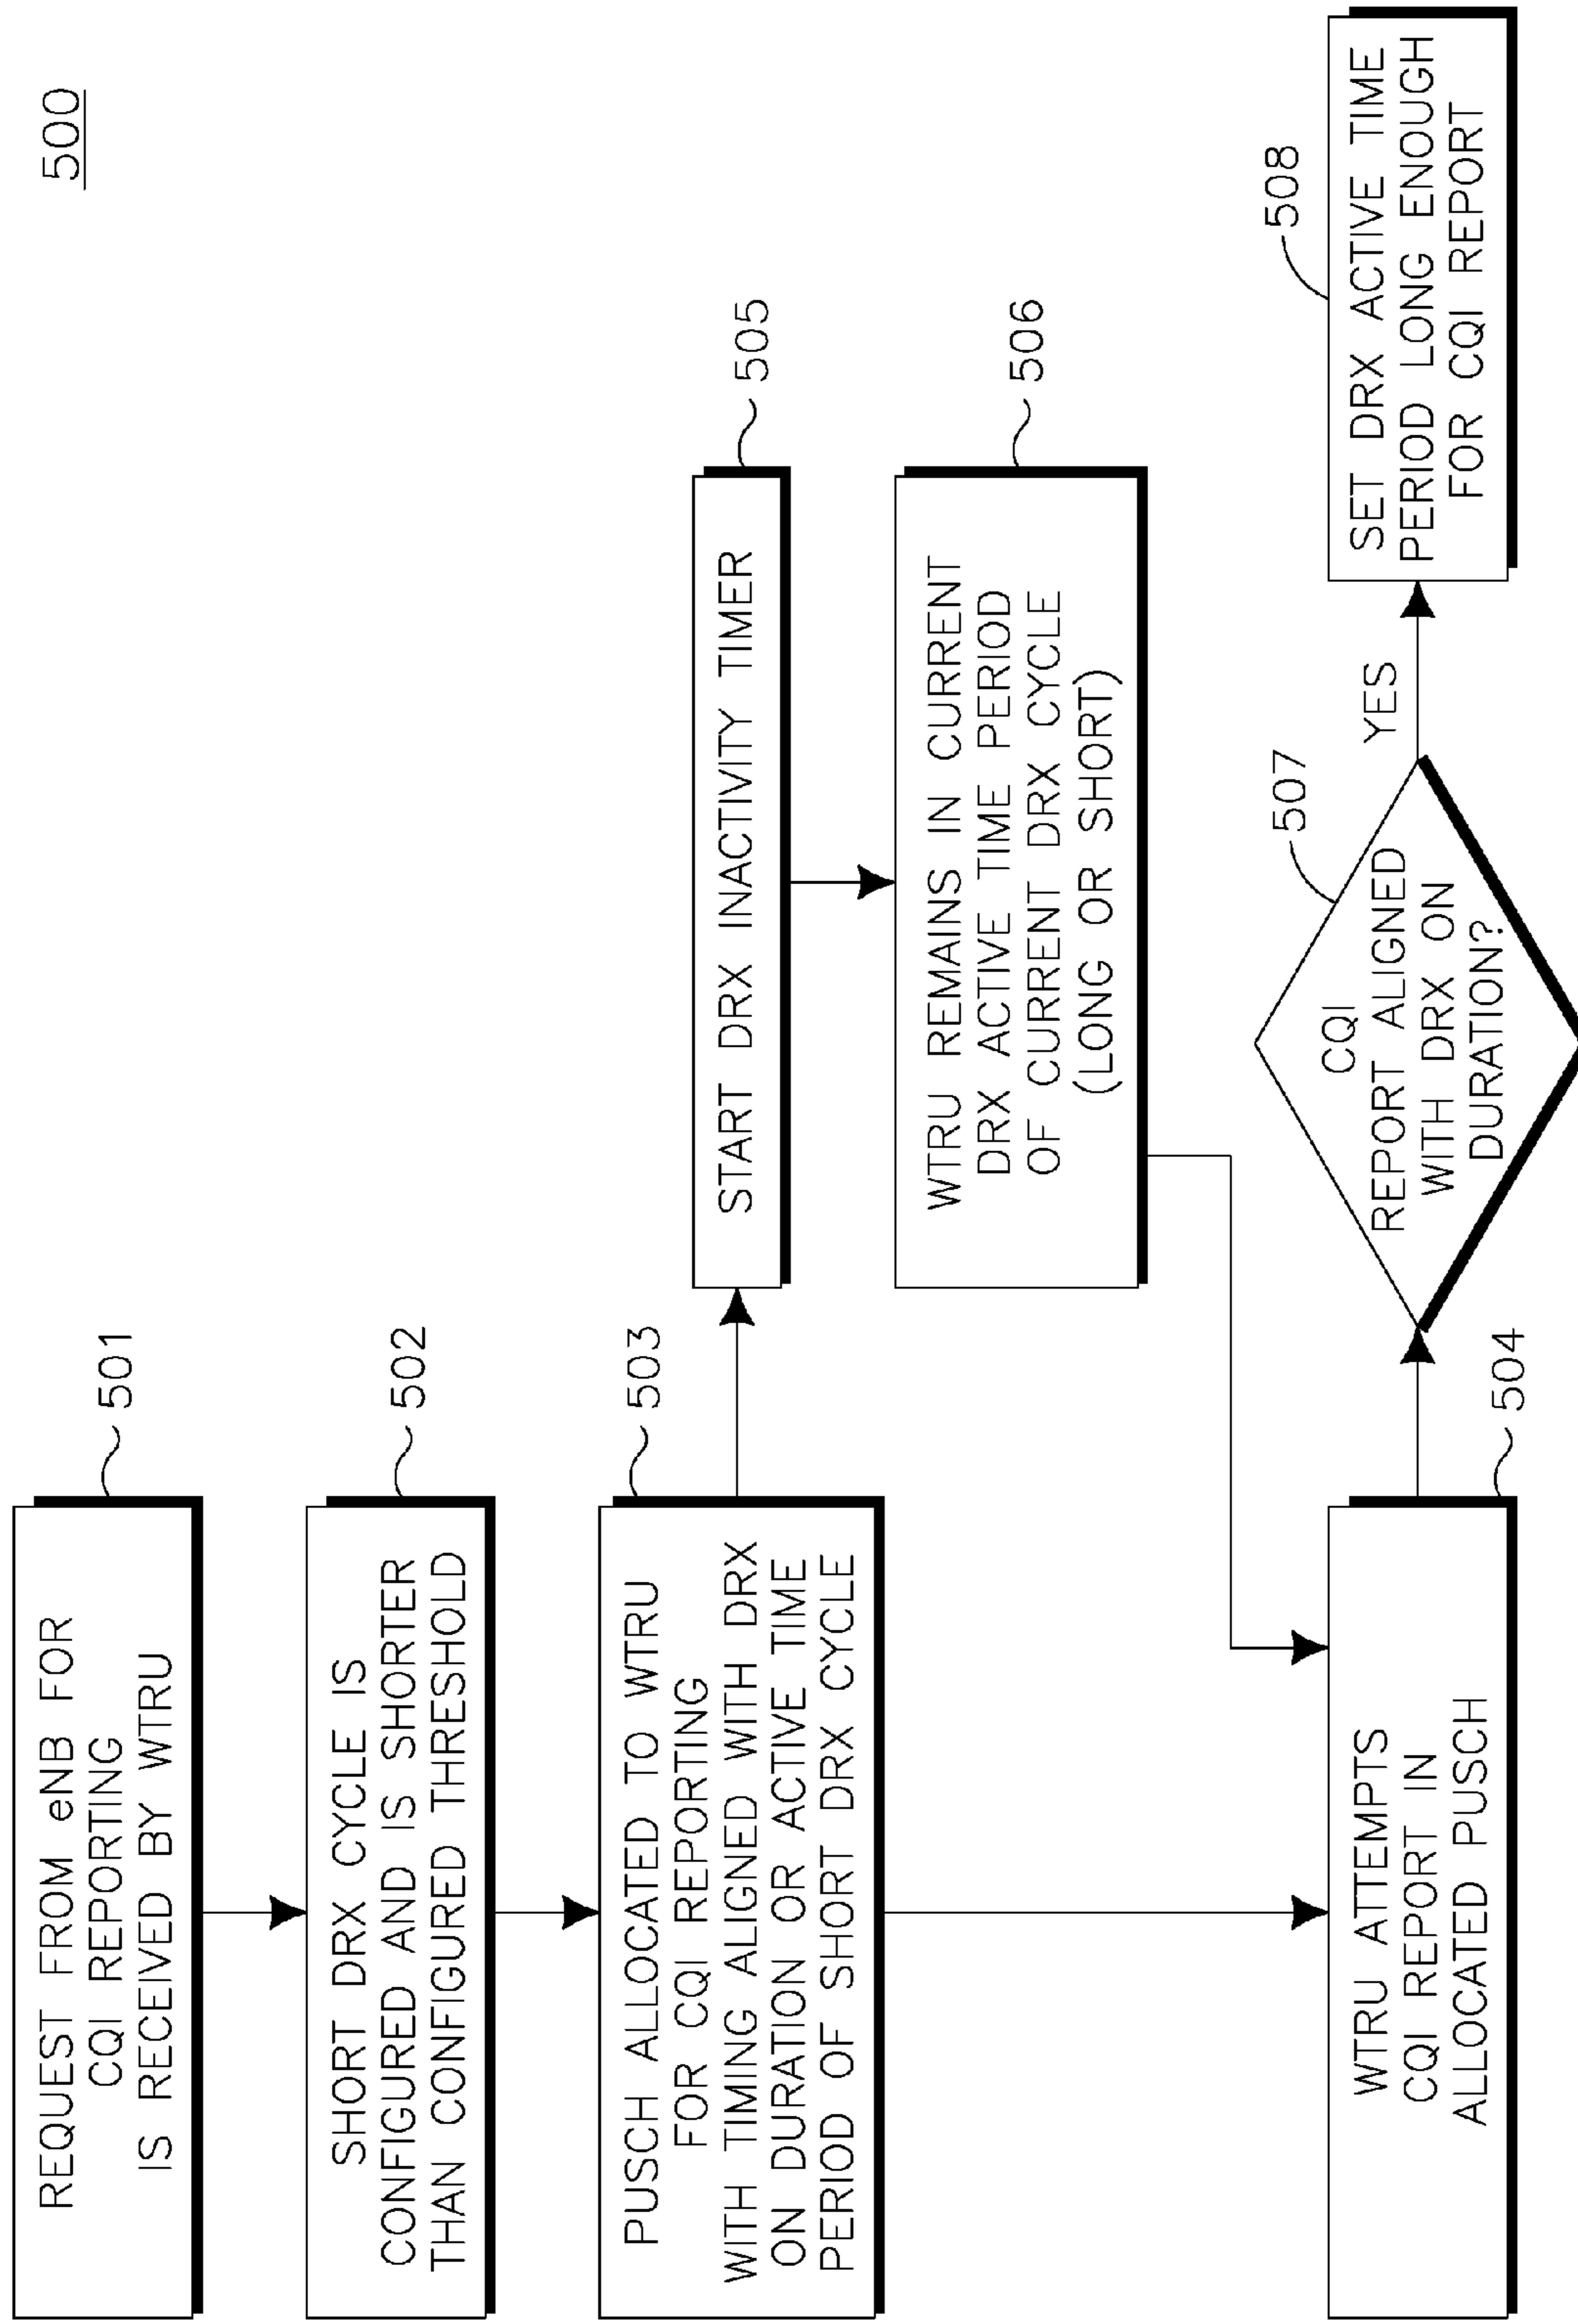 500
REQUEST FROM eNB FOR
CQI REPORTING
IS RECEIVED BY WTRU
501
SHORT DRX CYCLE IS
CONFIGURED AND IS SHORTER
THAN CONFIGURED THRESHOLD
502
PUSCH ALLOCATED TO WTRU
FOR CQI REPORTING
WITH TIMING ALIGNED WITH DRX
ON DURATION OR ACTIVE TIME
PERIOD OF SHORT DRX CYCLE
503
START DRX INACTIVITY TIMER
505
WTRU REMAINS IN CURRENT
DRX ACTIVE TIME PERIOD
OF CURRENT DRX CYCLE
(LONG OR SHORT)
506
WTRU ATTEMPTS
CQI REPORT IN
ALLOCATED PUSCH
504
CQI
REPORT ALIGNED
WITH DRX ON
DURATION?
507
YES
SET DRX ACTIVE TIME
PERIOD LONG ENOUGH
FOR CQI REPORT
508